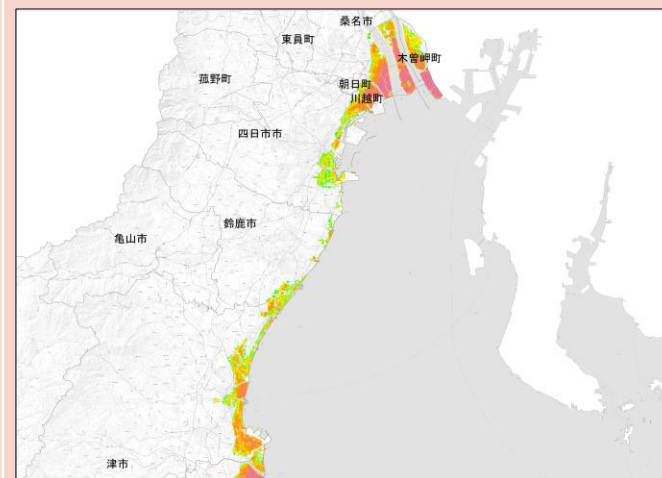 桑名市
東員町
木曽岬町
菰野町
朝日町
川越町
四日市市
鈴鹿市
亀山市
津市